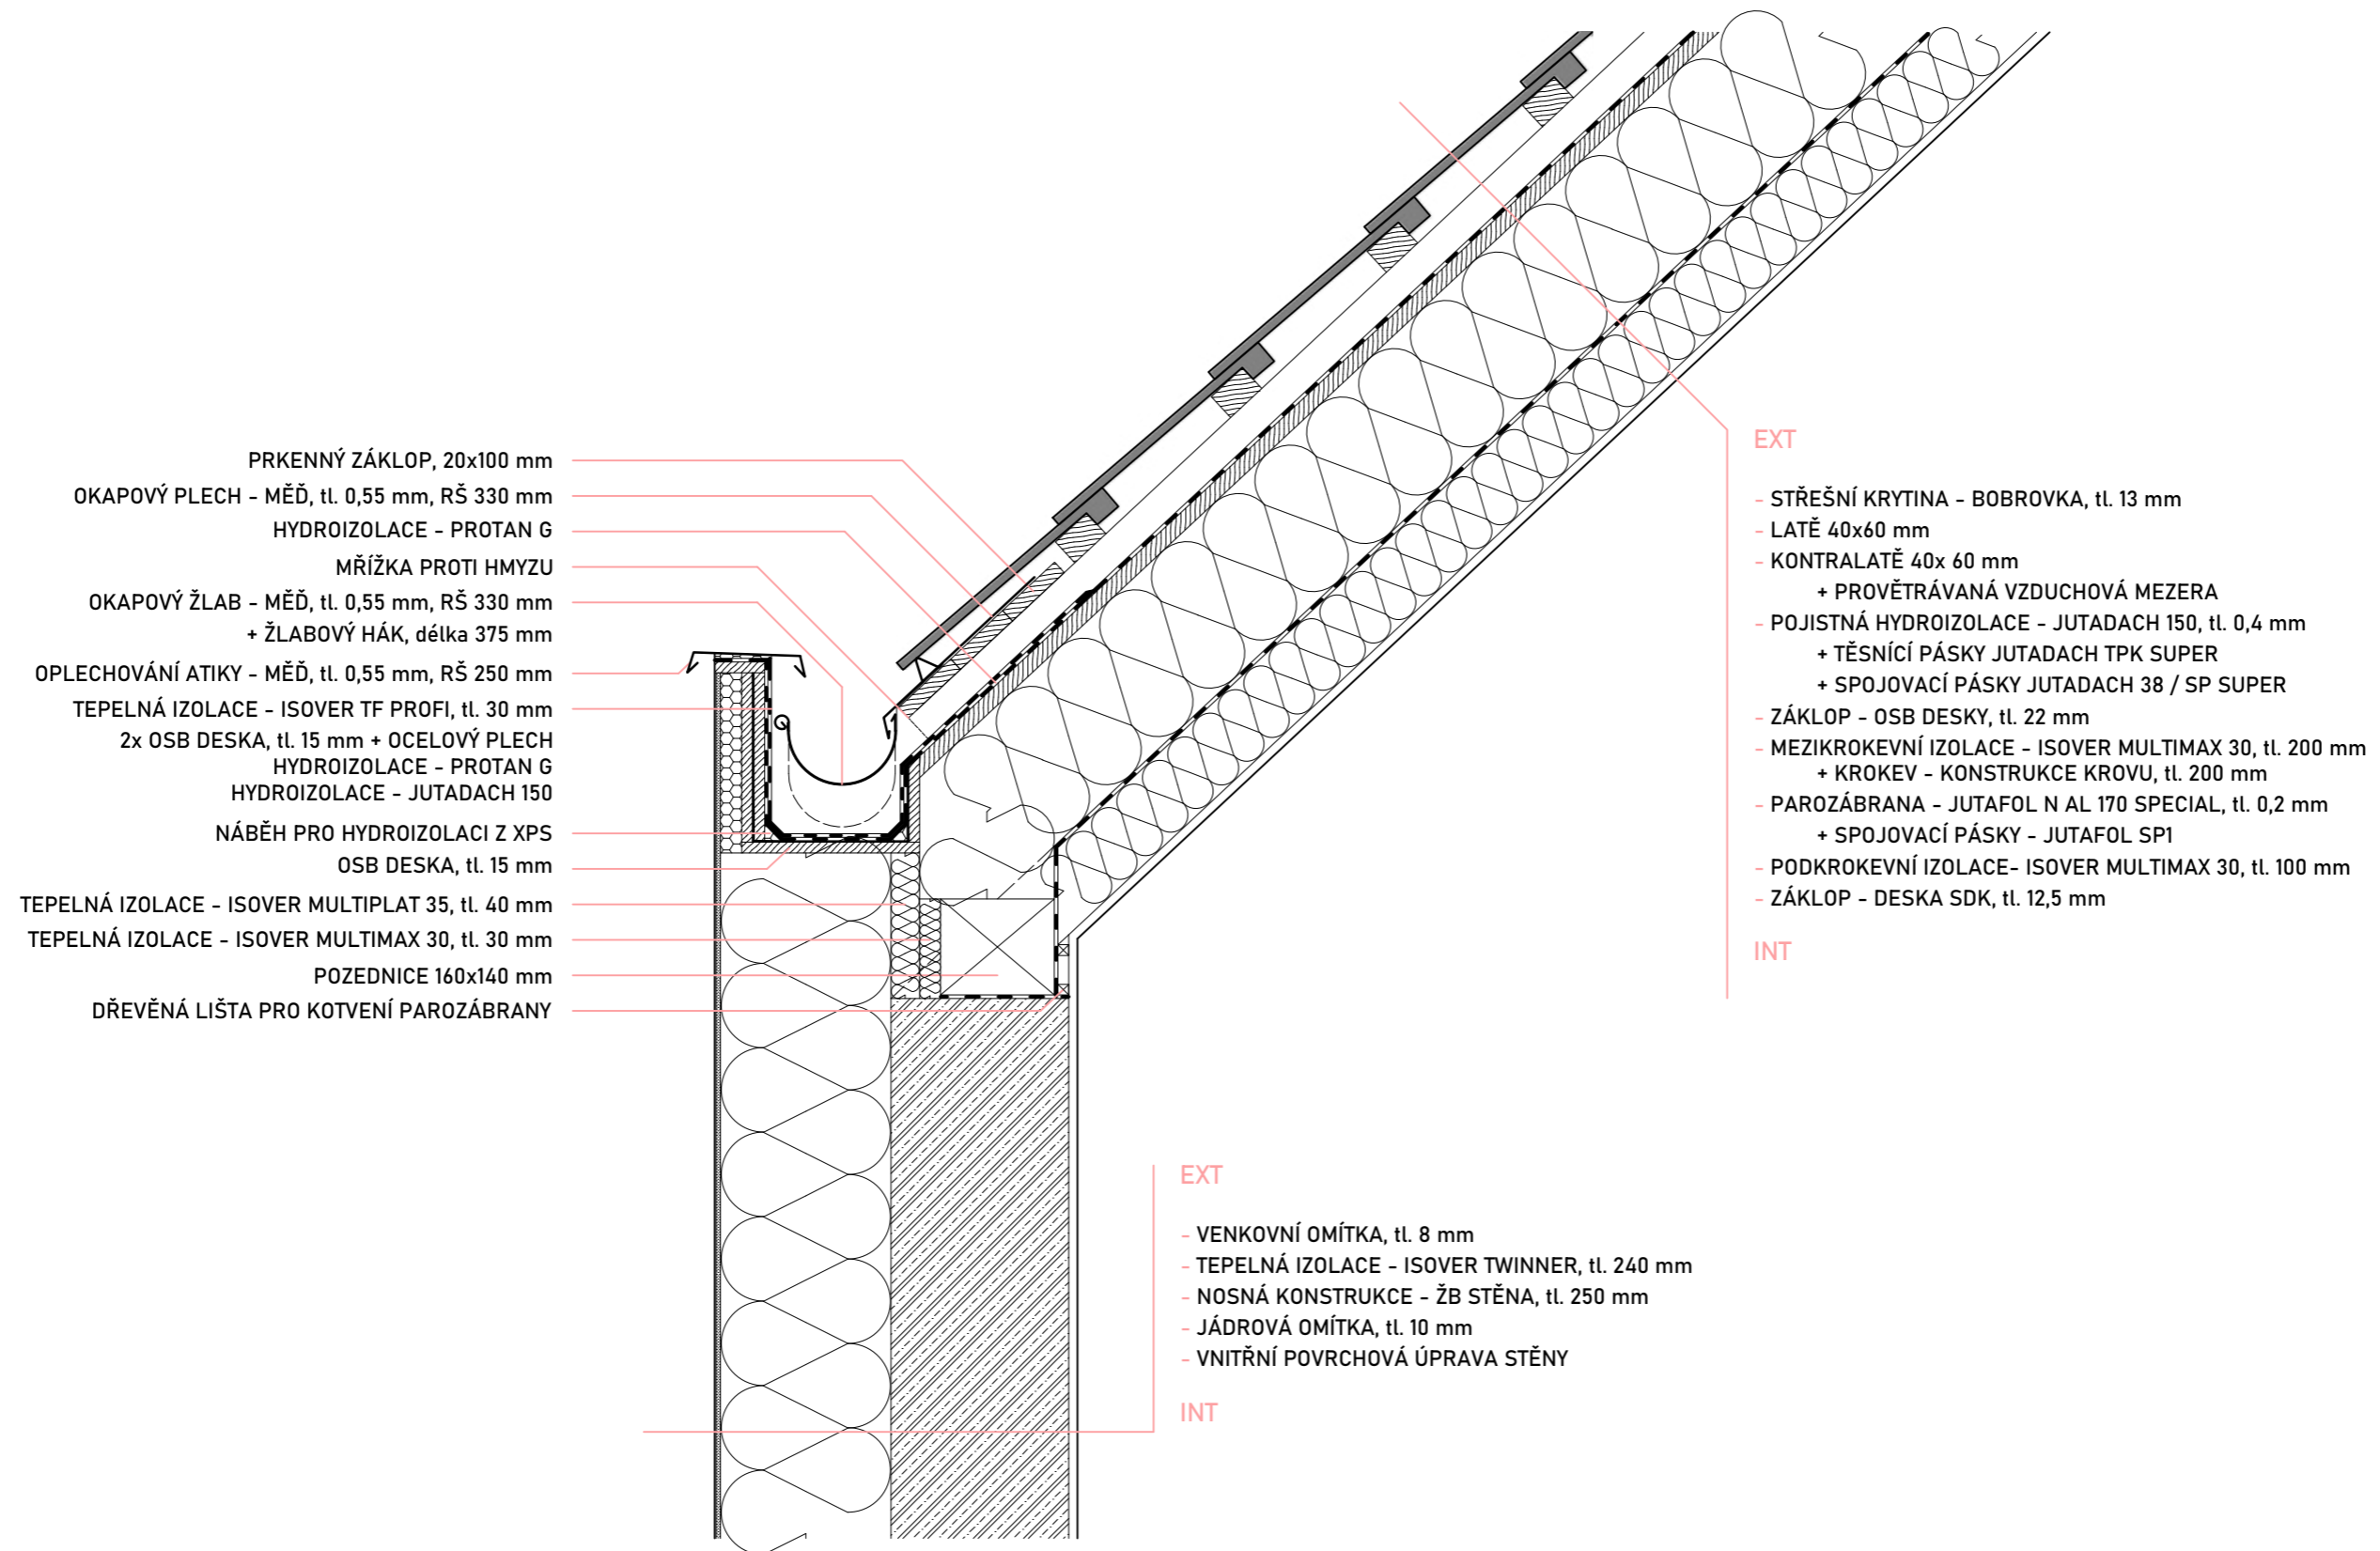 PRKENNÝ ZÁKLOP, 20x100 mm
OKAPOVÝ PLECH - MĚĎ, tl. 0,55 mm, RŠ 330 mm
HYDROIZOLACE - PROTAN G
MŘÍŽKA PROTI HMYZU
OKAPOVÝ ŽLAB - MĚĎ, tl. 0,55 mm, RŠ 330 mm
+ ŽLABOVÝ HÁK, délka 375 mm
OPLECHOVÁNÍ ATIKY - MĚĎ, tl. 0,55 mm, RŠ 250 mm
TEPELNÁ IZOLACE - ISOVER TF PROFI, tl. 30 mm
2x OSB DESKA, tl. 15 mm + OCELOVÝ PLECH
HYDROIZOLACE - PROTAN G
HYDROIZOLACE - JUTADACH 150
NÁBĚH PRO HYDROIZOLACI Z XPS
OSB DESKA, tl. 15 mm
TEPELNÁ IZOLACE - ISOVER MULTIPLAT 35, tl. 40 mm
TEPELNÁ IZOLACE - ISOVER MULTIMAX 30, tl. 30 mm
POZEDNICE 160x140 mm
DŘEVĚNÁ LIŠTA PRO KOTVENÍ PAROZÁBRANY
EXT
- STŘEŠNÍ KRYTINA - BOBROVKA, tl. 13 mm
- LATĚ 40x60 mm
- KONTRALATĚ 40x 60 mm
+ PROVĚTRÁVANÁ VZDUCHOVÁ MEZERA
- POJISTNÁ HYDROIZOLACE - JUTADACH 150, tl. 0,4 mm
+ TĚSNÍCÍ PÁSKY JUTADACH TPK SUPER
+ SPOJOVACÍ PÁSKY JUTADACH 38 / SP SUPER
- ZÁKLOP - OSB DESKY, tl. 22 mm
- MEZIKROKEVNÍ IZOLACE - ISOVER MULTIMAX 30, tl. 200 mm
+ KROKEV - KONSTRUKCE KROVU, tl. 200 mm
- PAROZÁBRANA - JUTAFOL N AL 170 SPECIAL, tl. 0,2 mm
+ SPOJOVACÍ PÁSKY - JUTAFOL SP1
- PODKROKEVNÍ IZOLACE- ISOVER MULTIMAX 30, tl. 100 mm
- ZÁKLOP - DESKA SDK, tl. 12,5 mm
INT
EXT
- VENKOVNÍ OMÍTKA, tl. 8 mm
- TEPELNÁ IZOLACE - ISOVER TWINNER, tl. 240 mm
- NOSNÁ KONSTRUKCE - ŽB STĚNA, tl. 250 mm
- JÁDROVÁ OMÍTKA, tl. 10 mm
- VNITŘNÍ POVRCHOVÁ ÚPRAVA STĚNY
INT